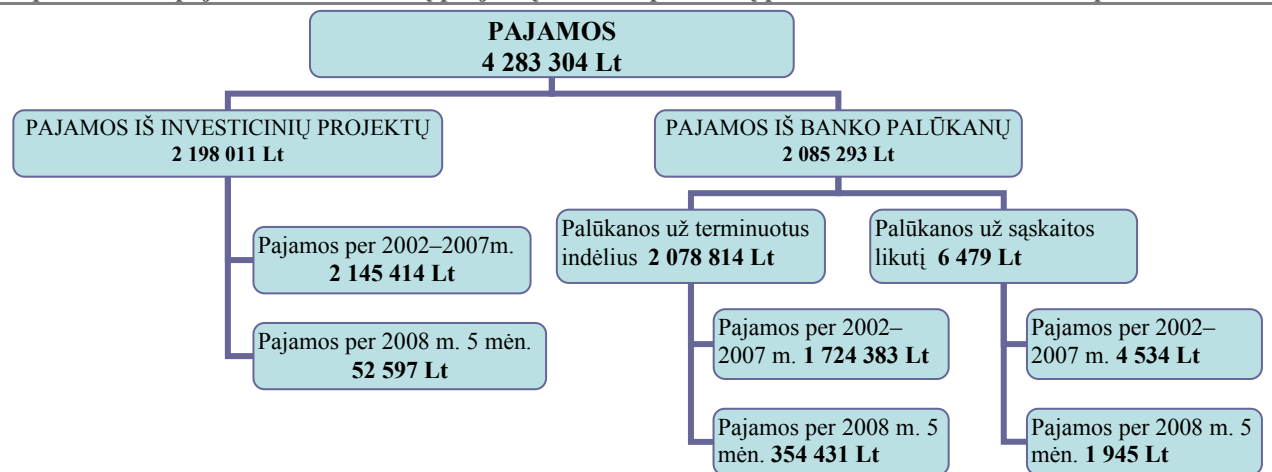 PAJAMOS
4 283 304 Lt
PAJAMOS IŠ INVESTICINIŲ PROJEKTŲ
2 198 011 Lt
PAJAMOS IŠ BANKO PALŪKANŲ
2 085 293 Lt
Pajamos per 2002–2007m.
2 145 414 Lt
Pajamos per 2008 m. 5 mėn.
52 597 Lt
Palūkanos už terminuotus
indėlius 2 078 814 Lt
Palūkanos už sąskaitos
likutį 6 479 Lt
Pajamos per 2002–
2007 m. 1 724 383 Lt
Pajamos per 2008 m. 5
mėn. 354 431 Lt
Pajamos per 2002–
2007 m. 4 534 Lt
Pajamos per 2008 m. 5
mėn. 1 945 Lt